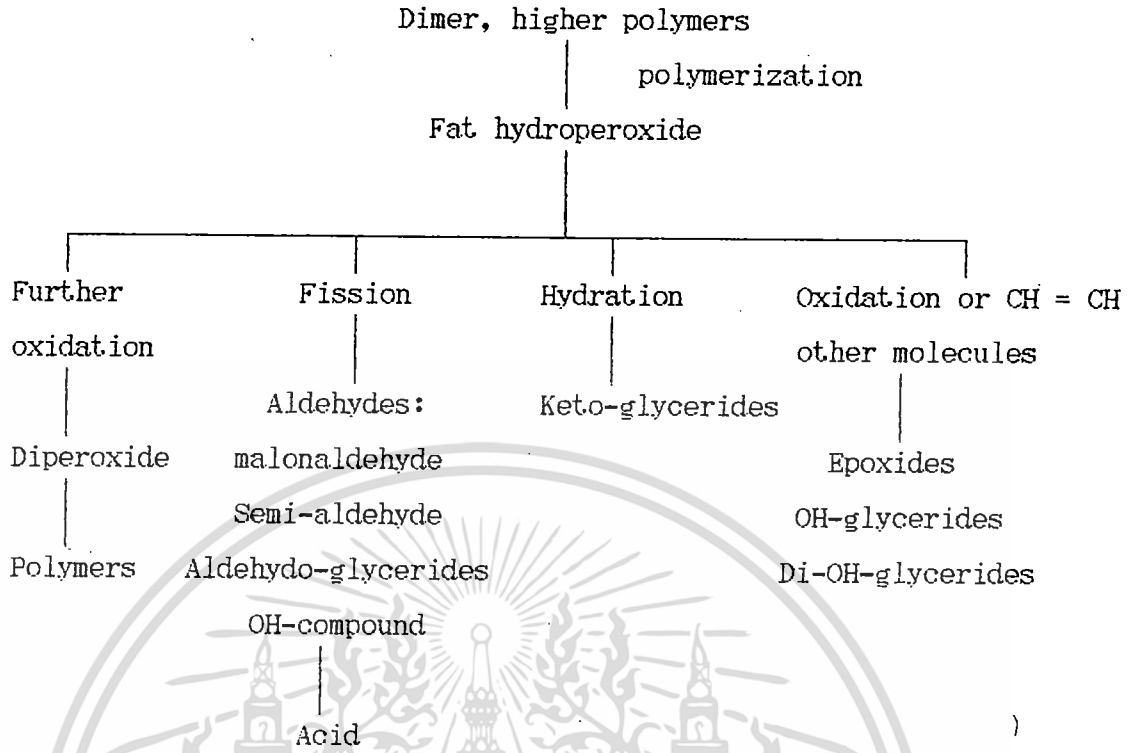 Dimer, higher polymers
polymerization
Fat hydroperoxide
Further
oxidation
Diperoxide
Polymers
Fission
Aldehydes:
malonaldehyde
Semi-aldehyde
Aldehydo-glycerides
OH-compound
Acid
Hydration
Keto-glycerides
Oxidation or CH = CH
other molecules
Epoxides
OH-glycerides
Di-OH-glycerides
)